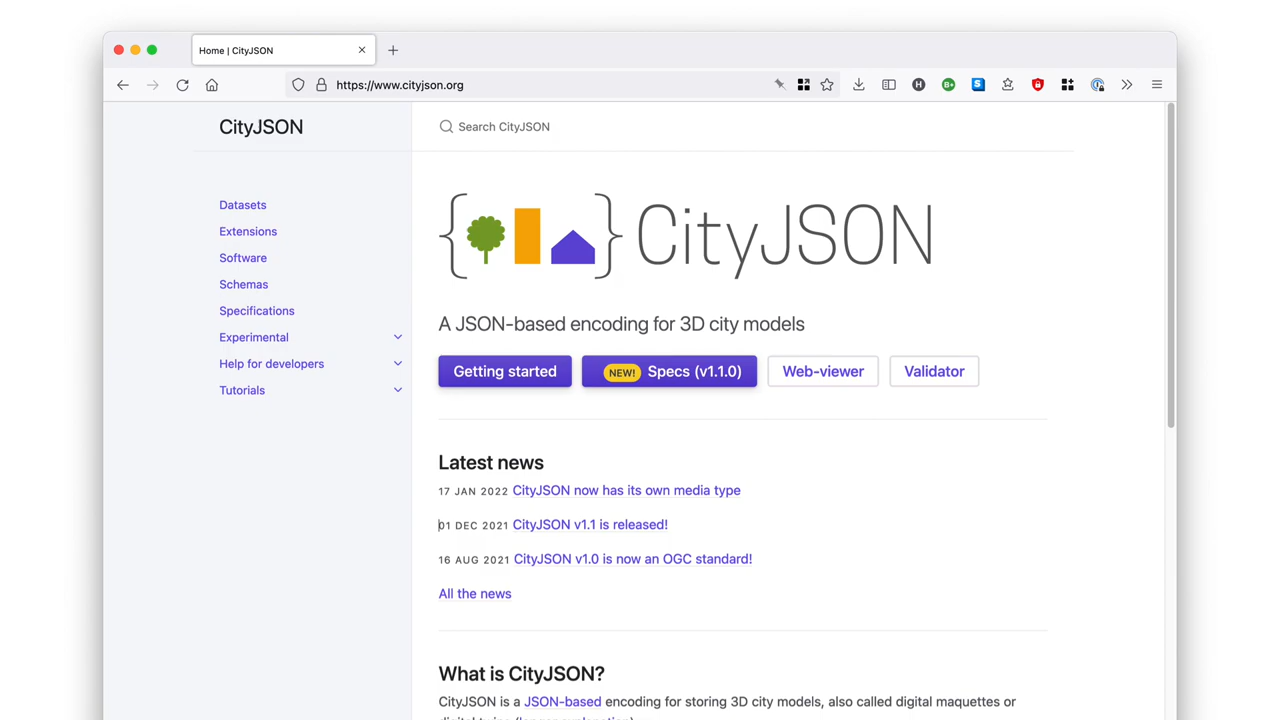 Home | CityJSON
https://www.cityjson.org
CityJSON
Search CityJSON
Datasets
Extensions
Software
Schemas
Specifications
Experimental
Help for developers
Tutorials
{ } CityJSON
A JSON-based encoding for 3D city models
Getting started
NEW! Specs (v1.1.0)
Web-viewer
Validator
Latest news
17 JAN 2022 CityJSON now has its own media type
01 DEC 2021 CityJSON v1.1 is released!
16 AUG 2021 CityJSON v1.0 is now an OGC standard!
All the news
What is CityJSON?
CityJSON is a JSON-based encoding for storing 3D city models, also called digital maquettes or